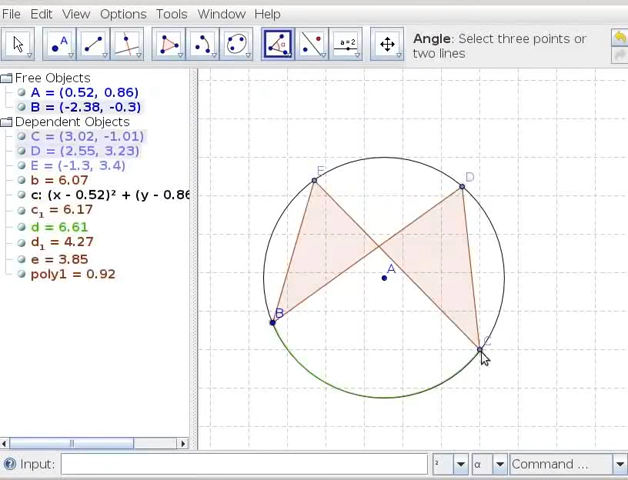 File Edit View Options Tools Window Help
A a=2
Angle: Select three points or
two lines
Free Objects
A = (0.52, 0.86)
B = (-2.38, -0.3)
Dependent Objects
C = (3.02, -1.01)
D = (2.55, 3.23)
E = (-1.3, 3.4)
b = 6.07
c: (x - 0.52)² + (y - 0.86
c₁ = 6.17
d = 6.61
d₁ = 4.27
e = 3.85
poly1 = 0.92
E
D
A
B
C
Input: ² α Command ...